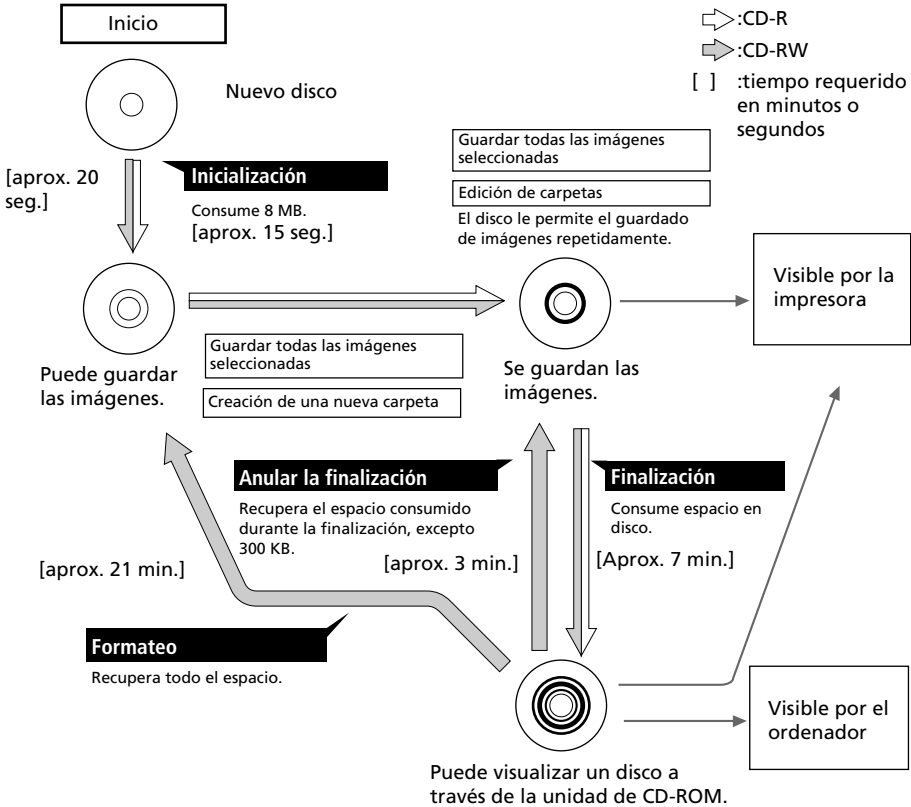 Inicio
:CD-R
:CD-RW
[ ] :tiempo requerido
en minutos o
segundos
Nuevo disco
[aprox. 20
seg.]
Inicialización
Consume 8 MB.
[aprox. 15 seg.]
Guardar todas las imágenes
seleccionadas
Edición de carpetas
El disco le permite el guardado
de imágenes repetidamente.
Visible por la
impresora
Puede guardar
las imágenes.
Guardar todas las imágenes
seleccionadas
Creación de una nueva carpeta
Se guardan las
imágenes.
Anular la finalización
Recupera el espacio consumido
durante la finalización, excepto
300 KB.
[aprox. 3 min.]
Finalización
Consume espacio en
disco.
[Aprox. 7 min.]
[aprox. 21 min.]
Formateo
Recupera todo el espacio.
Visible por el
ordenador
Puede visualizar un disco a
través de la unidad de CD-ROM.